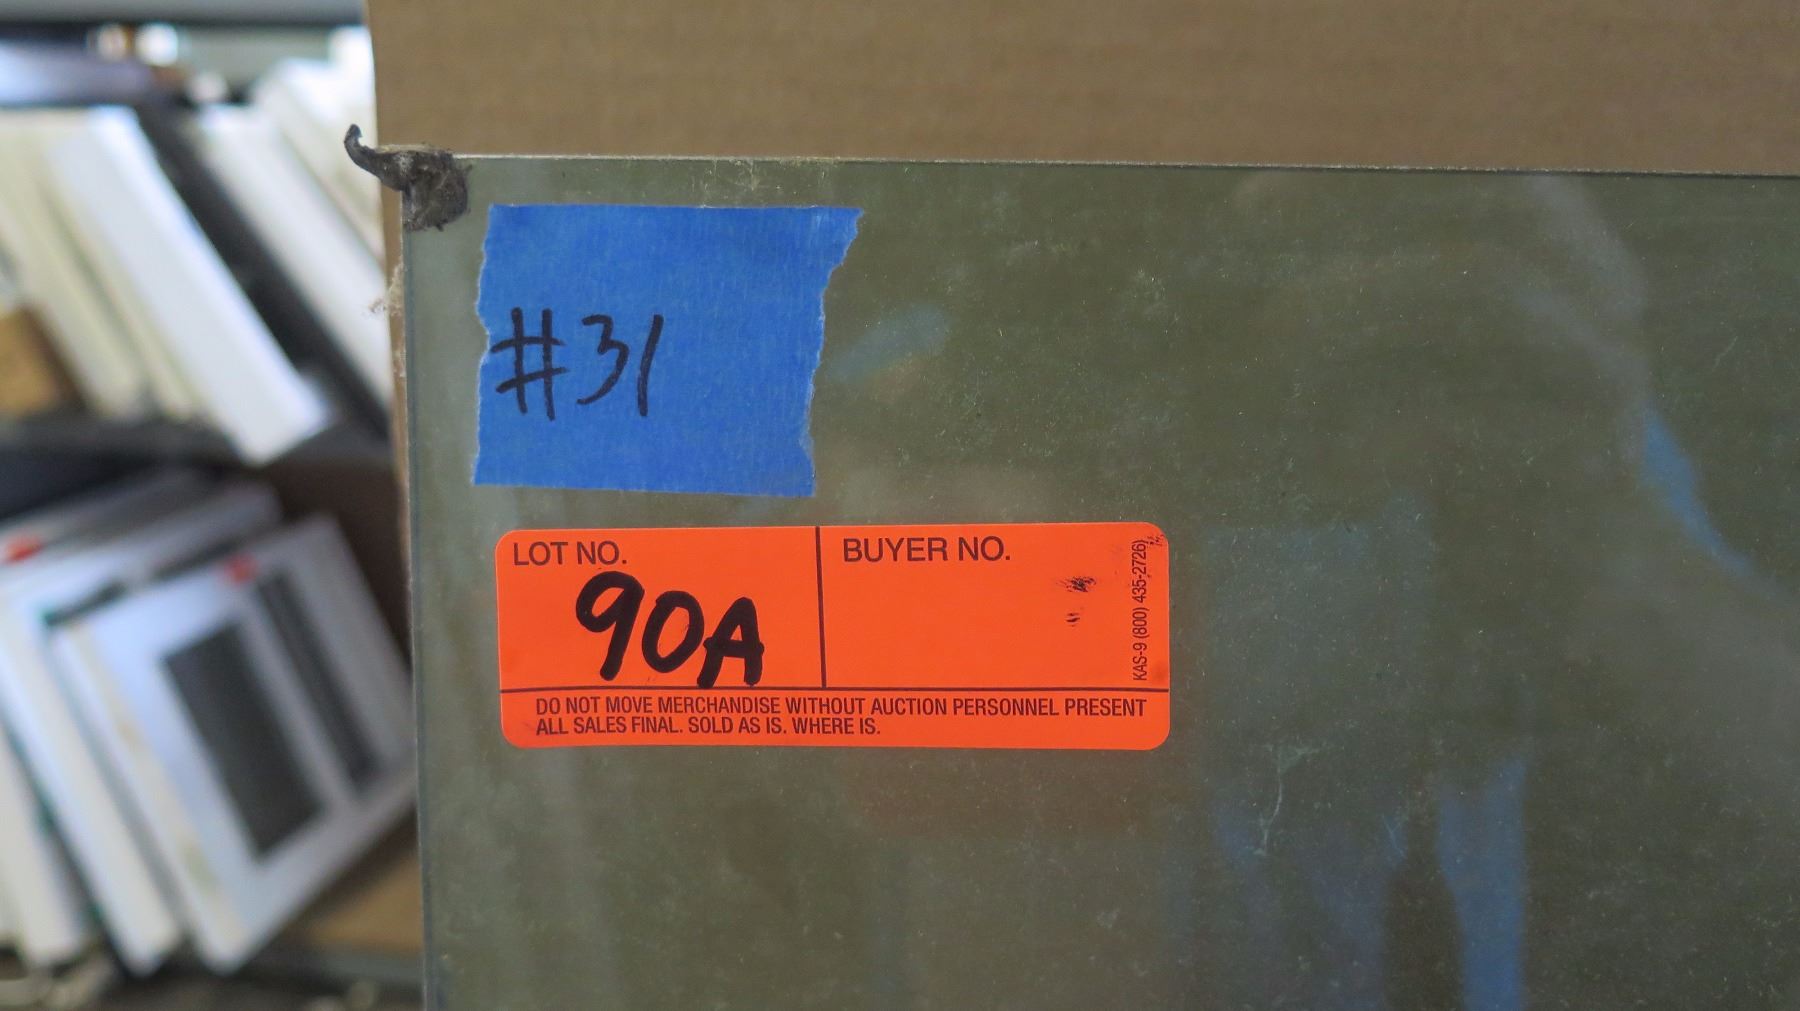 #31
LOT NO.
90A
BUYER NO.
KAS-9 (800) 435-2726)
DO NOT MOVE MERCHANDISE WITHOUT AUCTION PERSONNEL PRESENT
ALL SALES FINAL. SOLD AS IS. WHERE IS.